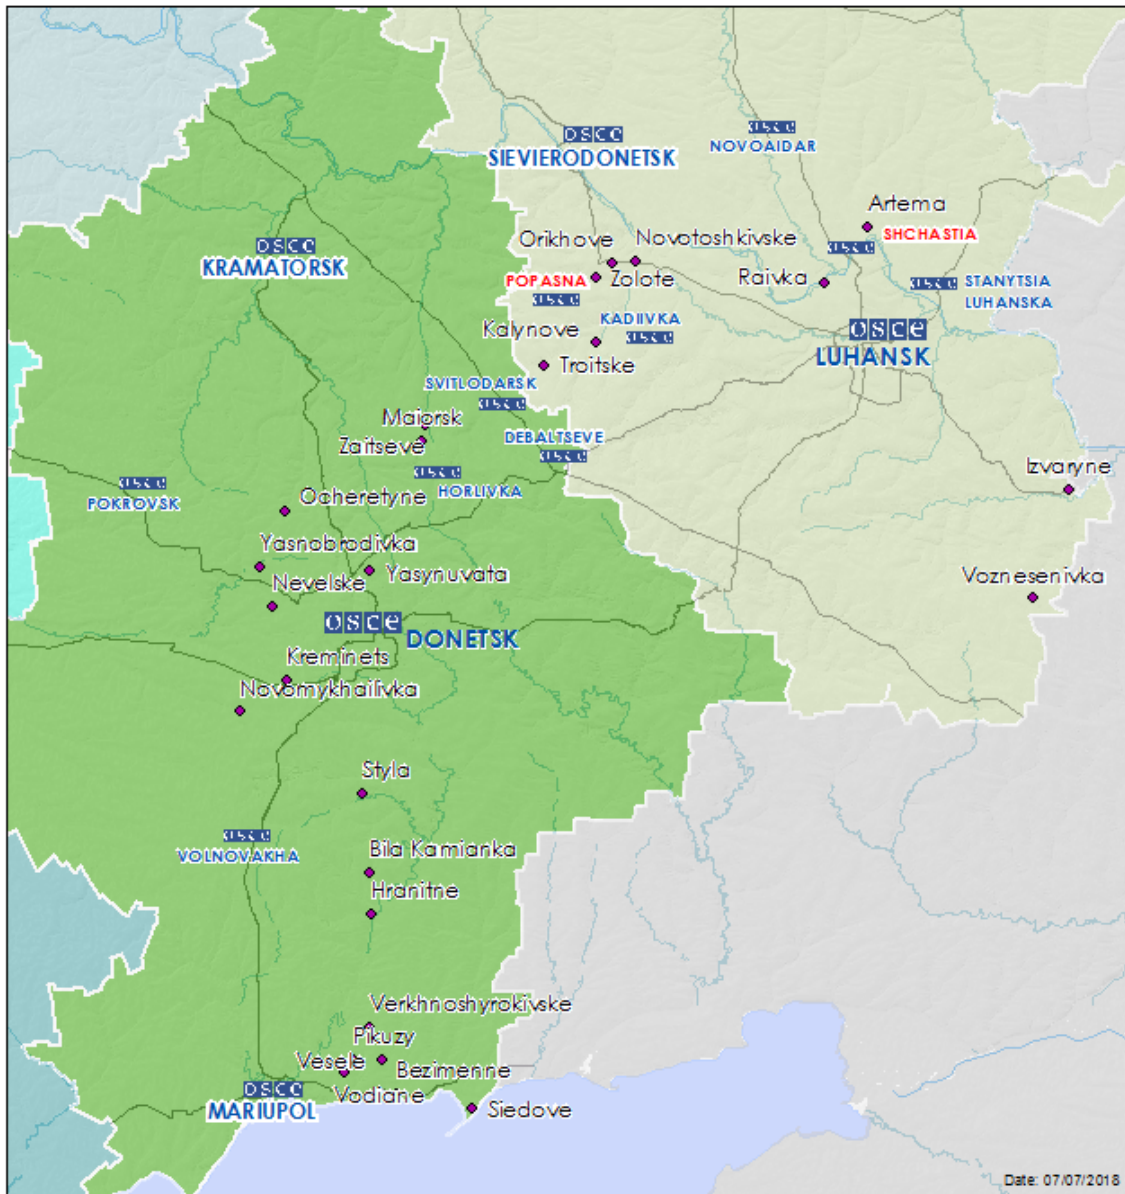 osce
SIEVIERODONETSK
osce
NOVOAIDAR
Artema
SHCHASTIA
osce
osce
KRAMATORSK
Orikhove
Novotoshkivske
POPASNA
osce
Zolote
Raivka
osce
STANYTSIA
LUHANSKA
KADIIVKA
osce
Kalynove
Troitske
osce
LUHANSK
SVITLODARSK
osce
Maiorsk
Zaitseve
DEBALTSEVE
osce
osce
HORLIVKA
osce
POKROVSK
Ocheretyne
Izvaryne
Yasnobrodivka
Yasynuvata
Nevelske
Voznesenivka
osce
DONETSK
Kreminets
Novomykhailivka
Styla
osce
VOLNOVAKHA
Bila Kamianka
Hranitne
Verkhnoshyrokivske
Pikuzy
Vesele
Bezimenne
Vodiane
osce
MARIUPOL
Siedove
Date: 07/07/2018